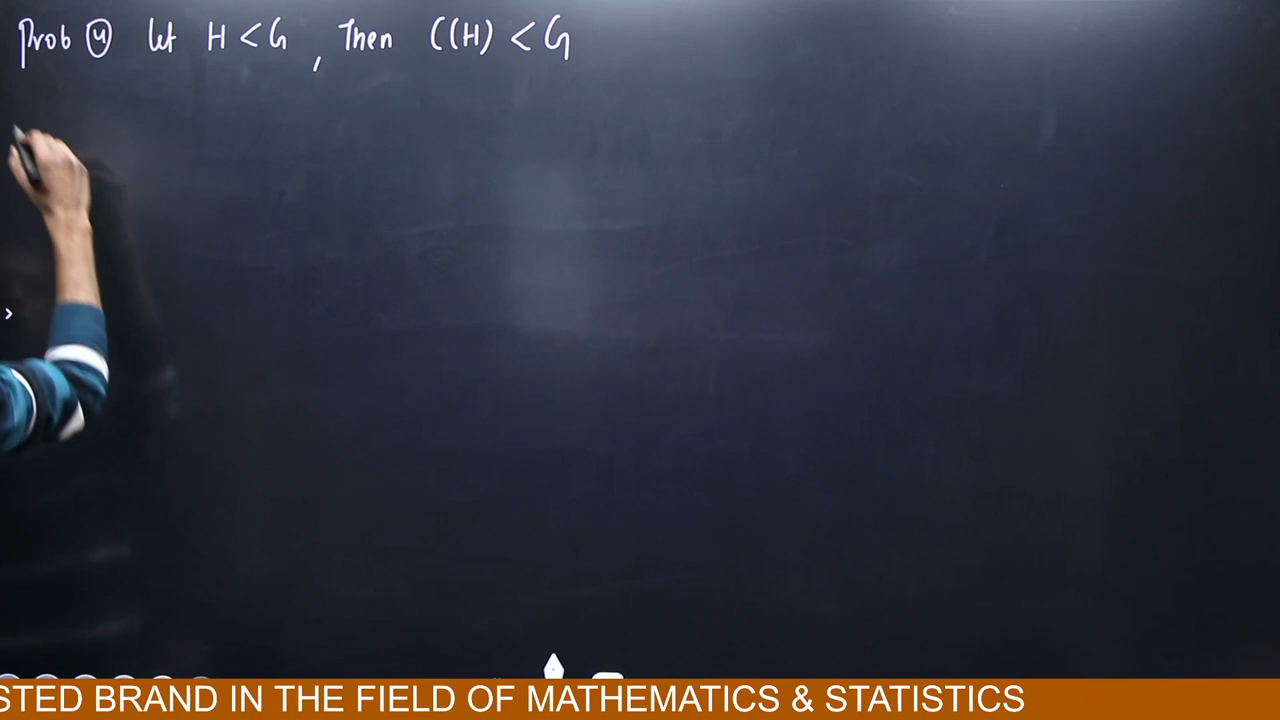 Prob ④ let H < G , Then C(H) < G
STED BRAND IN THE FIELD OF MATHEMATICS & STATISTICS